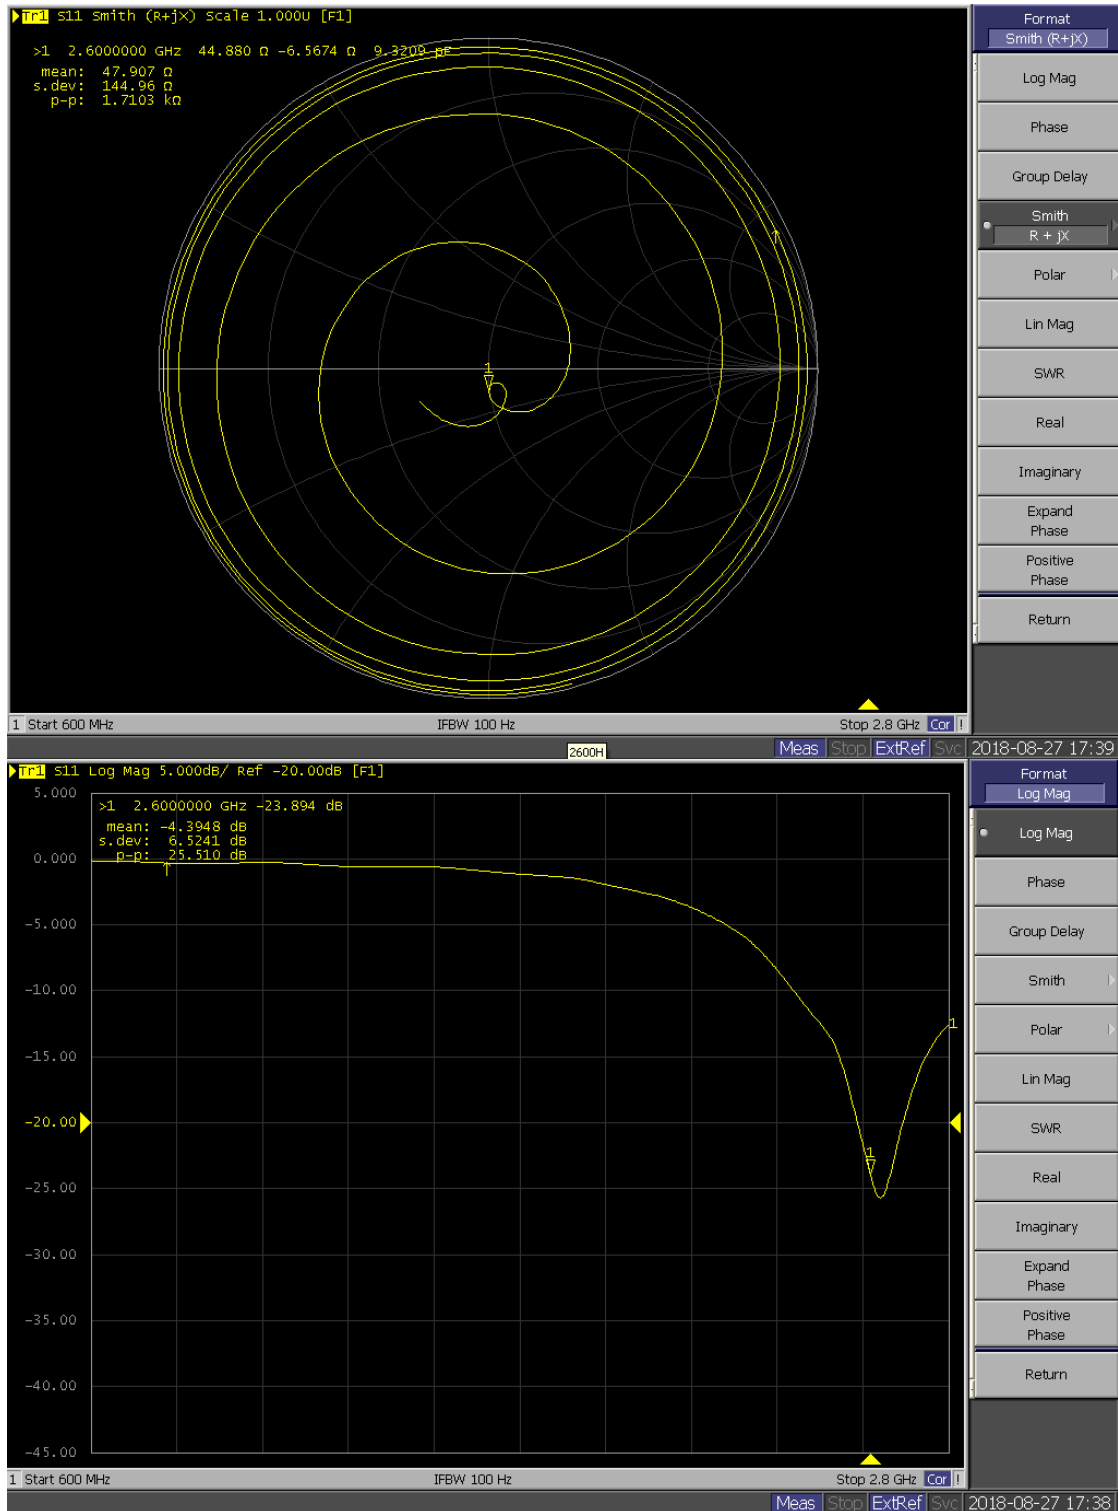 Tr1 S11 Smith (R+jX) Scale 1.000U [F1]
>1 2.6000000 GHz 44.880 Ω -6.5674 Ω 9.3209 pF
mean: 47.907 Ω
s.dev: 144.96 Ω
p-p: 1.7103 kΩ
1
1 Start 600 MHz IFBW 100 Hz Stop 2.8 GHz Cor !
Format
Smith (R+jX)
Log Mag
Phase
Group Delay
Smith
R + jX
Polar
Lin Mag
SWR
Real
Imaginary
Expand
Phase
Positive
Phase
Return
2600H
Meas Stop ExtRef Svc 2018-08-27 17:39
Tr1 S11 Log Mag 5.000dB/ Ref -20.00dB [F1]
>1 2.6000000 GHz -23.894 dB
mean: -4.3948 dB
s.dev: 6.5241 dB
p-p: 25.510 dB
5.000
0.000
-5.000
-10.00
-15.00
-20.00
-25.00
-30.00
-35.00
-40.00
-45.00
1
1
1 Start 600 MHz IFBW 100 Hz Stop 2.8 GHz Cor !
Format
Log Mag
Log Mag
Phase
Group Delay
Smith
Polar
Lin Mag
SWR
Real
Imaginary
Expand
Phase
Positive
Phase
Return
Meas Stop ExtRef Svc 2018-08-27 17:38